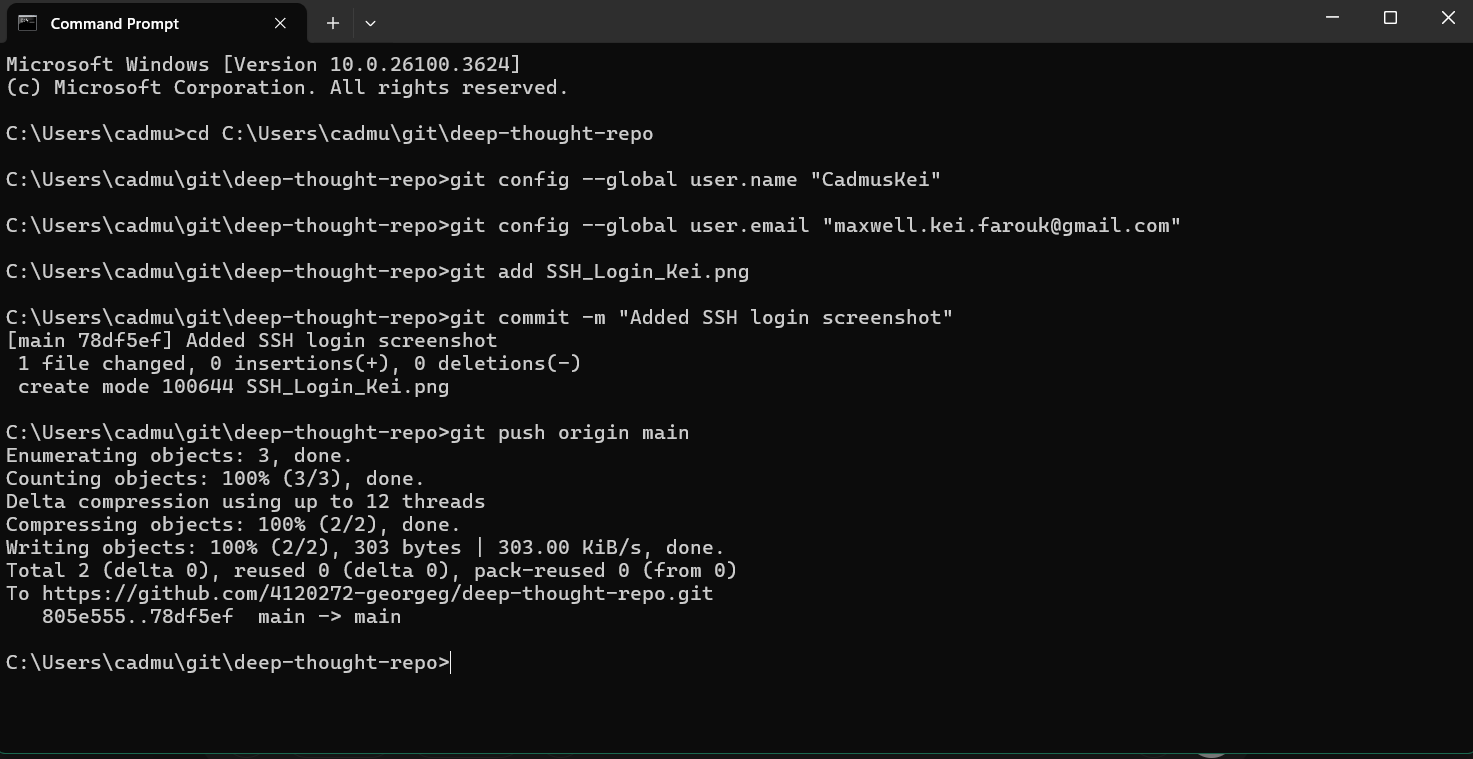 Command Prompt
Microsoft Windows [Version 10.0.26100.3624]
(c) Microsoft Corporation. All rights reserved.
C:\Users\cadmu>cd C:\Users\cadmu\git\deep-thought-repo
C:\Users\cadmu\git\deep-thought-repo>git config --global user.name "CadmusKei"
C:\Users\cadmu\git\deep-thought-repo>git config --global user.email "maxwell.kei.farouk@gmail.com"
C:\Users\cadmu\git\deep-thought-repo>git add SSH_Login_Kei.png
C:\Users\cadmu\git\deep-thought-repo>git commit -m "Added SSH login screenshot"
[main 78df5ef] Added SSH login screenshot
 1 file changed, 0 insertions(+), 0 deletions(-)
 create mode 100644 SSH_Login_Kei.png
C:\Users\cadmu\git\deep-thought-repo>git push origin main
Enumerating objects: 3, done.
Counting objects: 100% (3/3), done.
Delta compression using up to 12 threads
Compressing objects: 100% (2/2), done.
Writing objects: 100% (2/2), 303 bytes | 303.00 KiB/s, done.
Total 2 (delta 0), reused 0 (delta 0), pack-reused 0 (from 0)
To https://github.com/4120272-georgeg/deep-thought-repo.git
   805e555..78df5ef  main -> main
C:\Users\cadmu\git\deep-thought-repo>